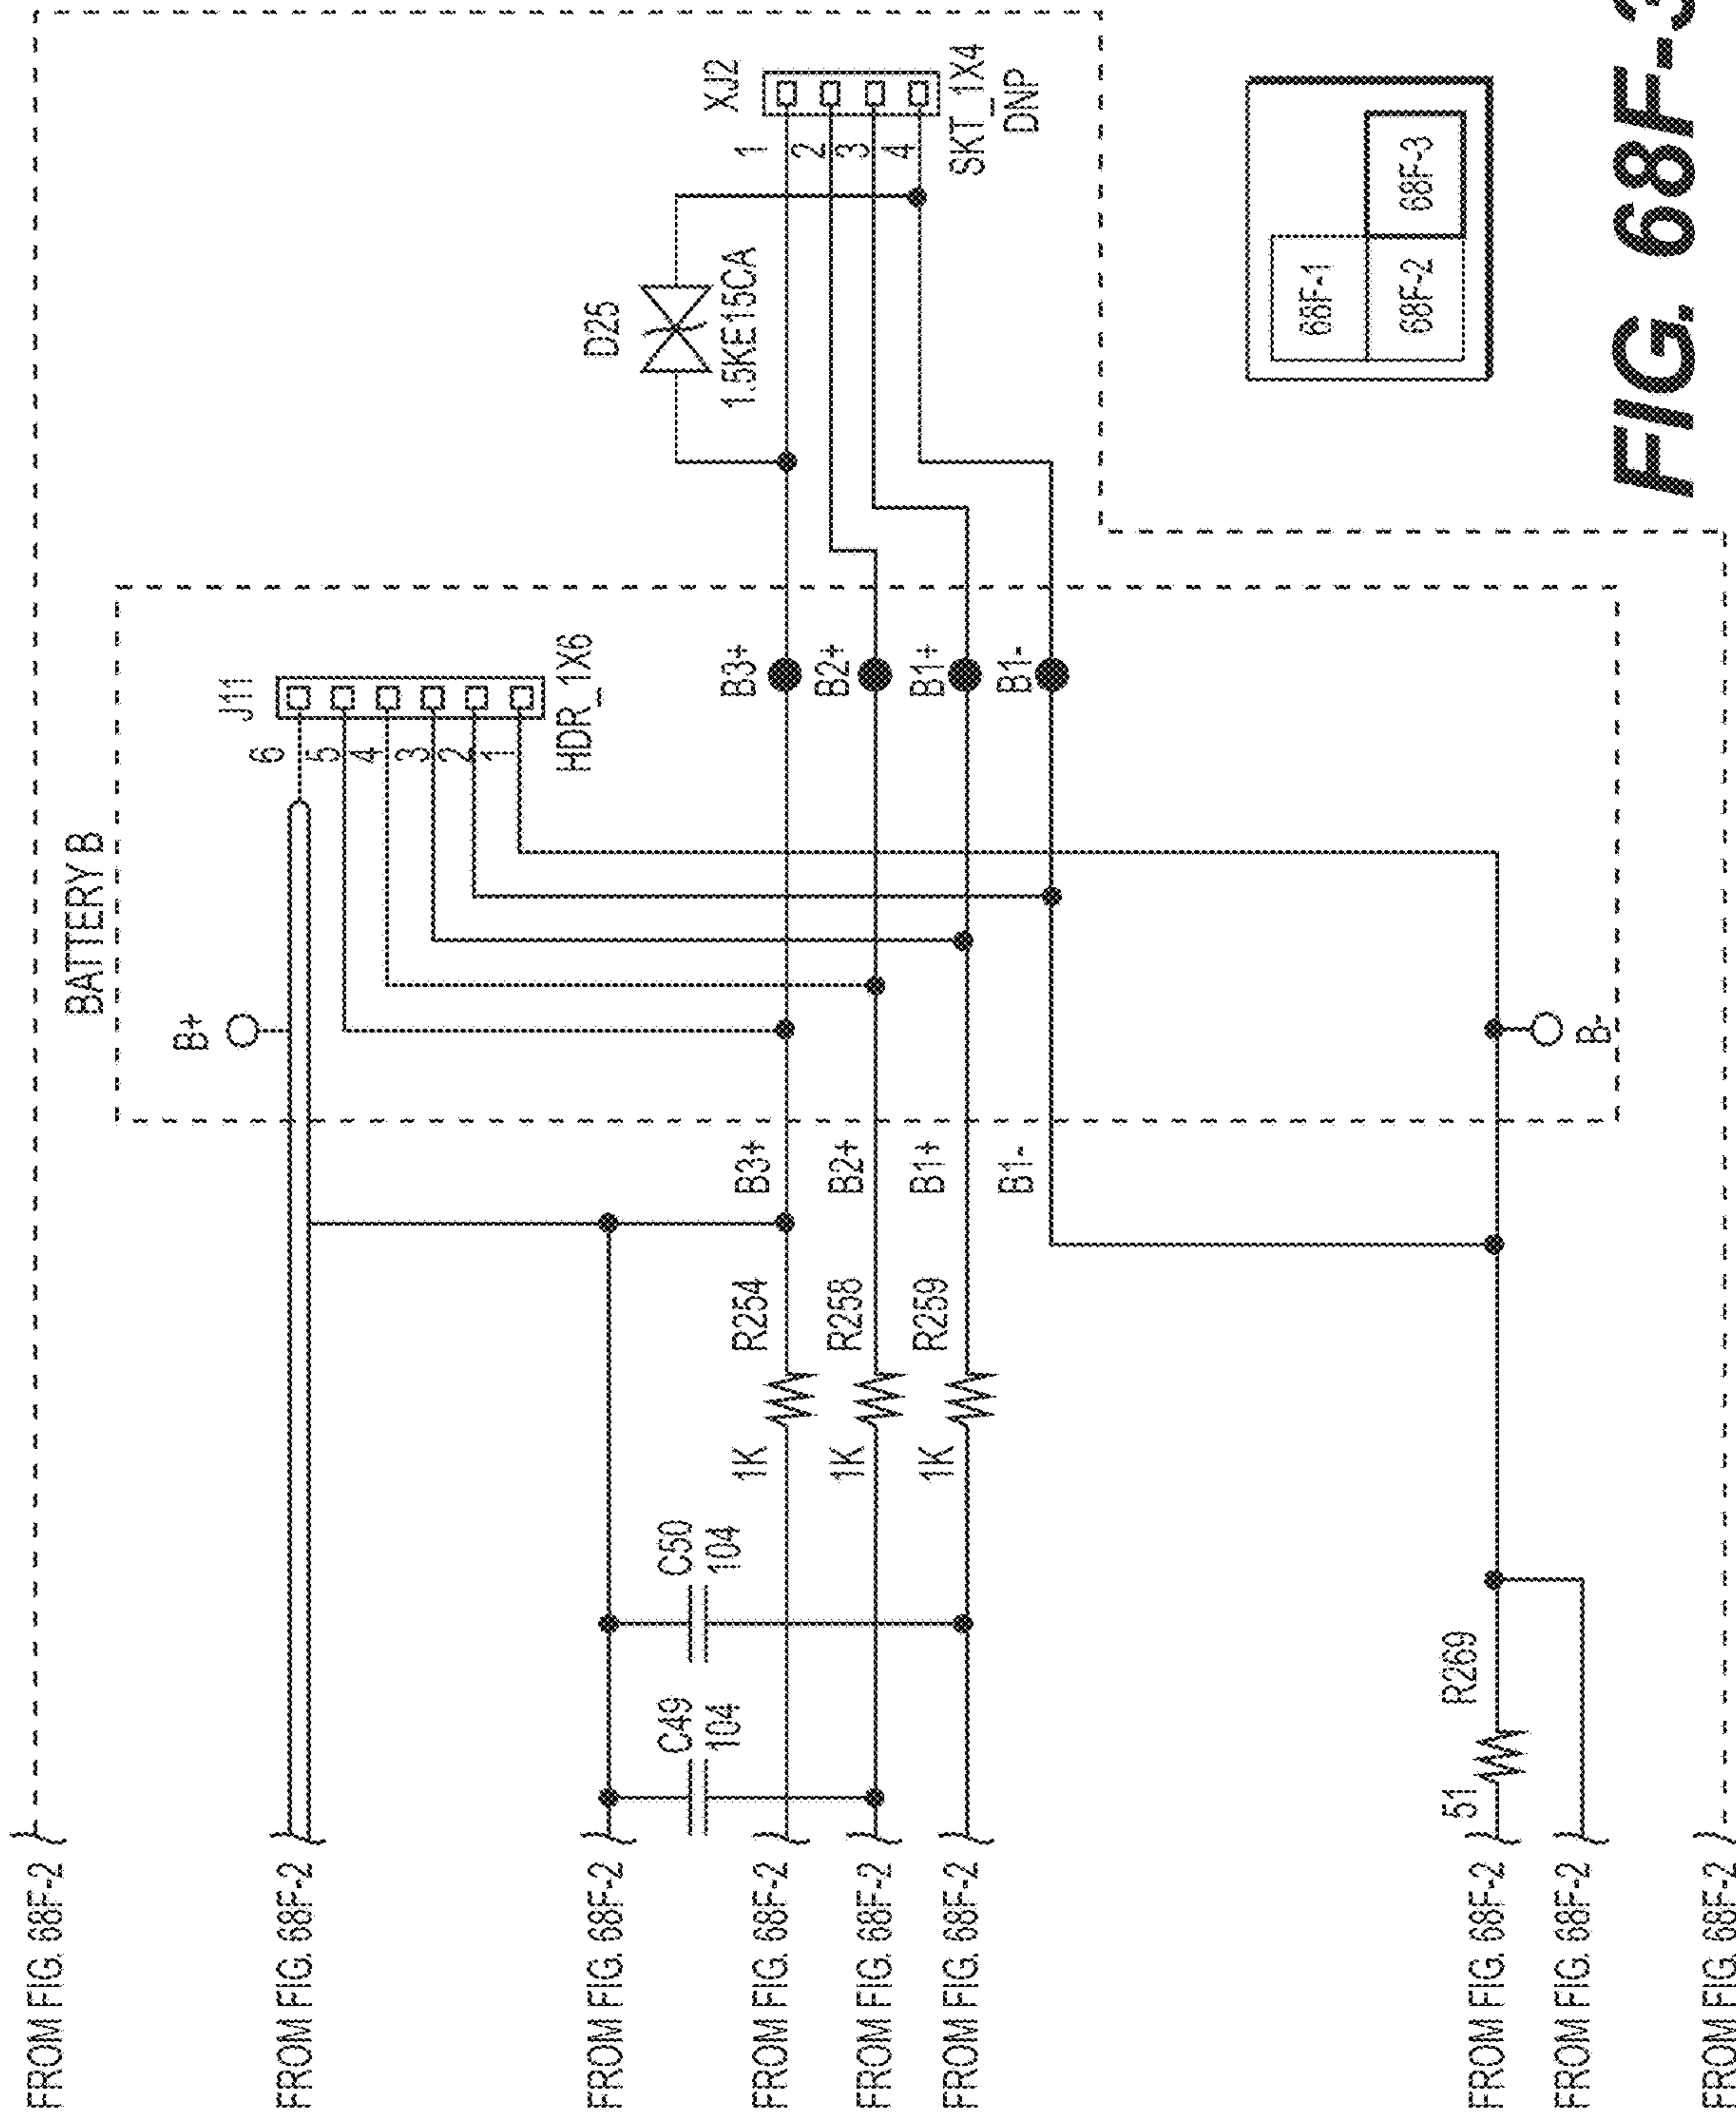 BATTERY B
B+
J11
6
5
4
3
2
1
HDR_1X6
D25
1.5KE15CA
XJ2
1
2
3
4
SKT_1X4
DNP
B3+
B2+
B1+
B1-
B3+
B2+
B1+
B1-
R254
1K
R258
1K
R259
1K
C50
104
C49
104
R269
51
B-
FROM FIG. 68F-2
FROM FIG. 68F-2
FROM FIG. 68F-2
FROM FIG. 68F-2
FROM FIG. 68F-2
FROM FIG. 68F-2
FROM FIG. 68F-2
FROM FIG. 68F-2
FROM FIG. 68F-2
68F-1
68F-2
68F-3
FIG. 68F-3